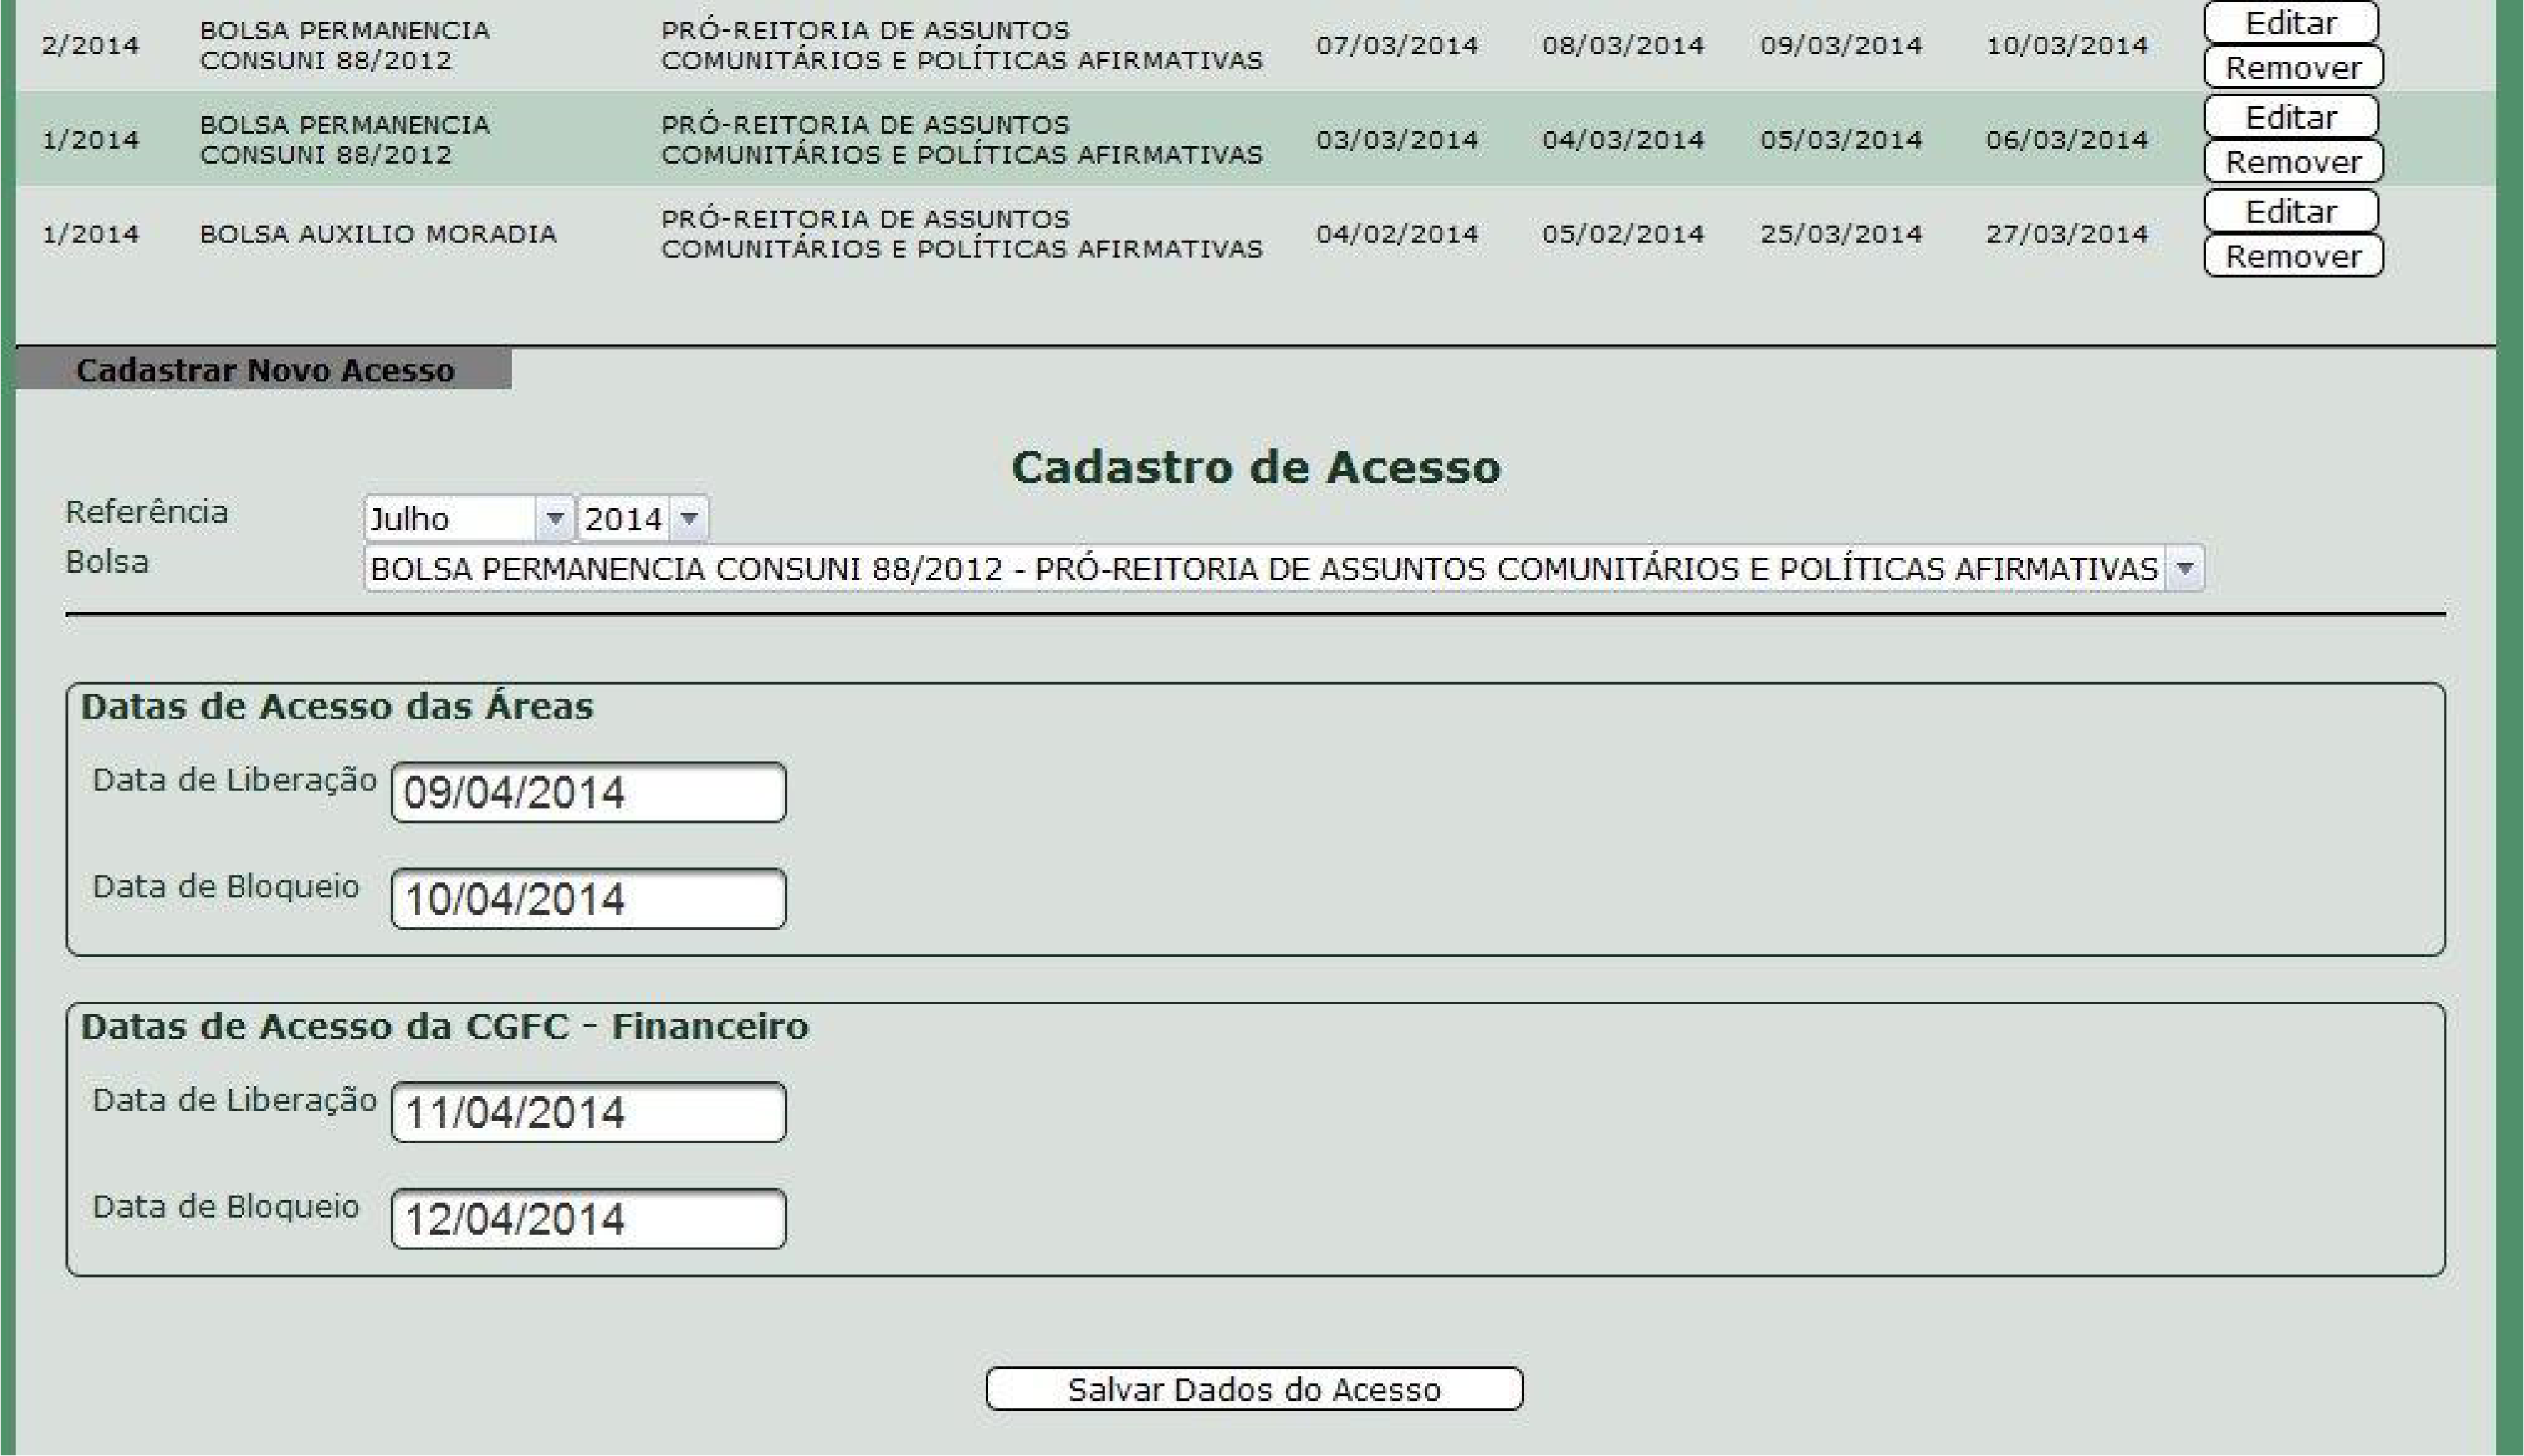 2/2014 BOLSA PERMANENCIA CONSUNI 88/2012 PRÓ-REITORIA DE ASSUNTOS COMUNITÁRIOS E POLÍTICAS AFIRMATIVAS 07/03/2014 08/03/2014 09/03/2014 10/03/2014 Editar
Remover
1/2014 BOLSA PERMANENCIA CONSUNI 88/2012 PRÓ-REITORIA DE ASSUNTOS COMUNITÁRIOS E POLÍTICAS AFIRMATIVAS 03/03/2014 04/03/2014 05/03/2014 06/03/2014 Editar
Remover
1/2014 BOLSA AUXILIO MORADIA PRÓ-REITORIA DE ASSUNTOS COMUNITÁRIOS E POLÍTICAS AFIRMATIVAS 04/02/2014 05/02/2014 25/03/2014 27/03/2014 Editar
Remover
Cadastrar Novo Acesso
Cadastro de Acesso
Referência Julho 2014
Bolsa BOLSA PERMANENCIA CONSUNI 88/2012 - PRÓ-REITORIA DE ASSUNTOS COMUNITÁRIOS E POLÍTICAS AFIRMATIVAS
Datas de Acesso das Áreas
Data de Liberação 09/04/2014
Data de Bloqueio 10/04/2014
Datas de Acesso da CGFC - Financeiro
Data de Liberação 11/04/2014
Data de Bloqueio 12/04/2014
Salvar Dados do Acesso